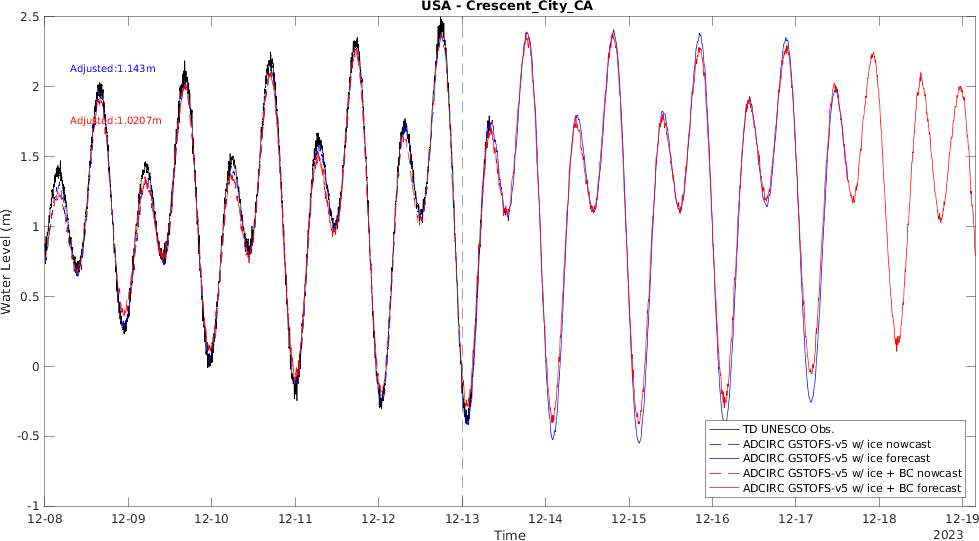 USA - Crescent_City_CA
2.5
2
1.5
1
0.5
0
-0.5
-1
Water Level (m)
Adjusted:1.143m
Adjusted:1.0207m
TD UNESCO Obs.
ADCIRC GSTOFS-v5 w/ ice nowcast
ADCIRC GSTOFS-v5 w/ ice forecast
ADCIRC GSTOFS-v5 w/ ice + BC nowcast
ADCIRC GSTOFS-v5 w/ ice + BC forecast
12-08 12-09 12-10 12-11 12-12 12-13 12-14 12-15 12-16 12-17 12-18 12-19
Time
2023